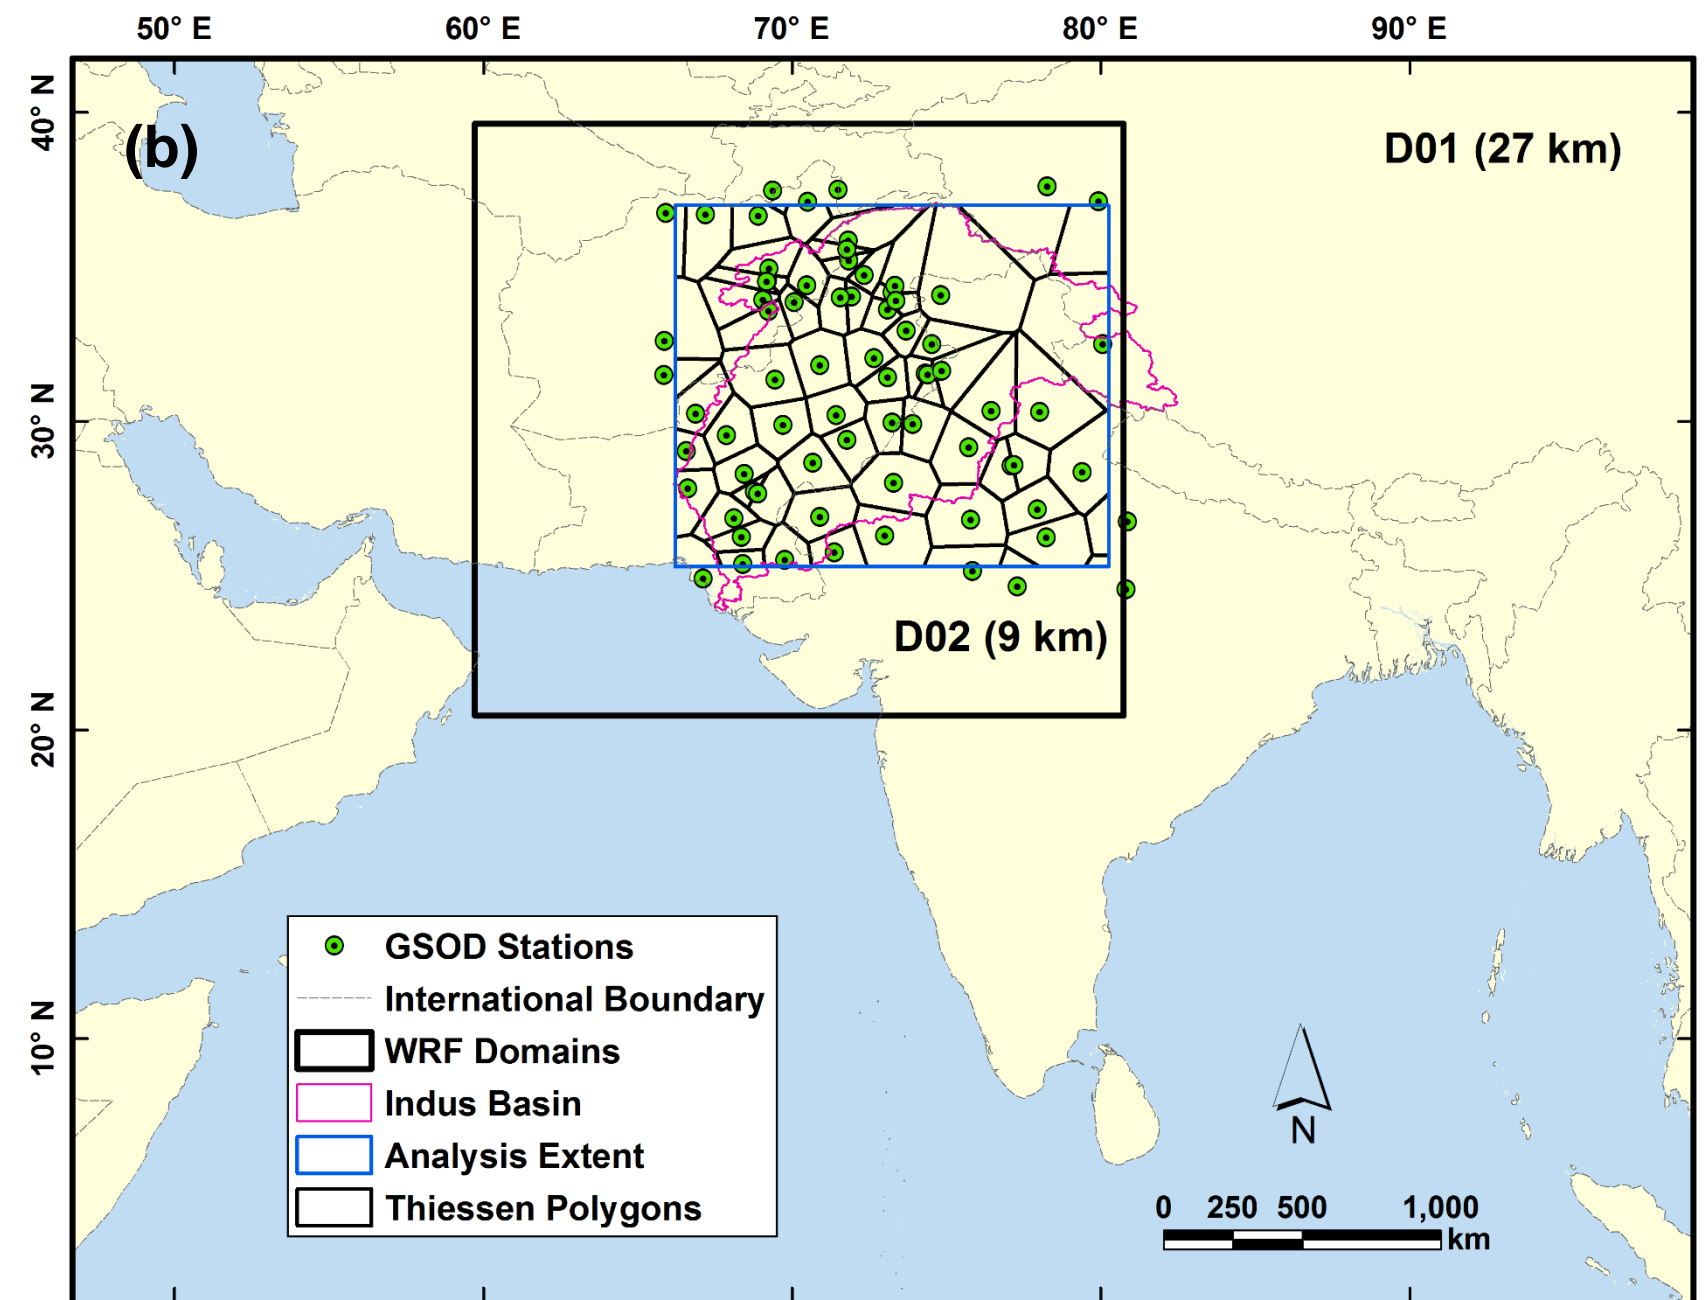 50° E 60° E 70° E 80° E 90° E
40° N
30° N
20° N
10° N
(b)
D01 (27 km)
D02 (9 km)
GSOD Stations
International Boundary
WRF Domains
Indus Basin
Analysis Extent
Thiessen Polygons
N
0 250 500 1,000
km